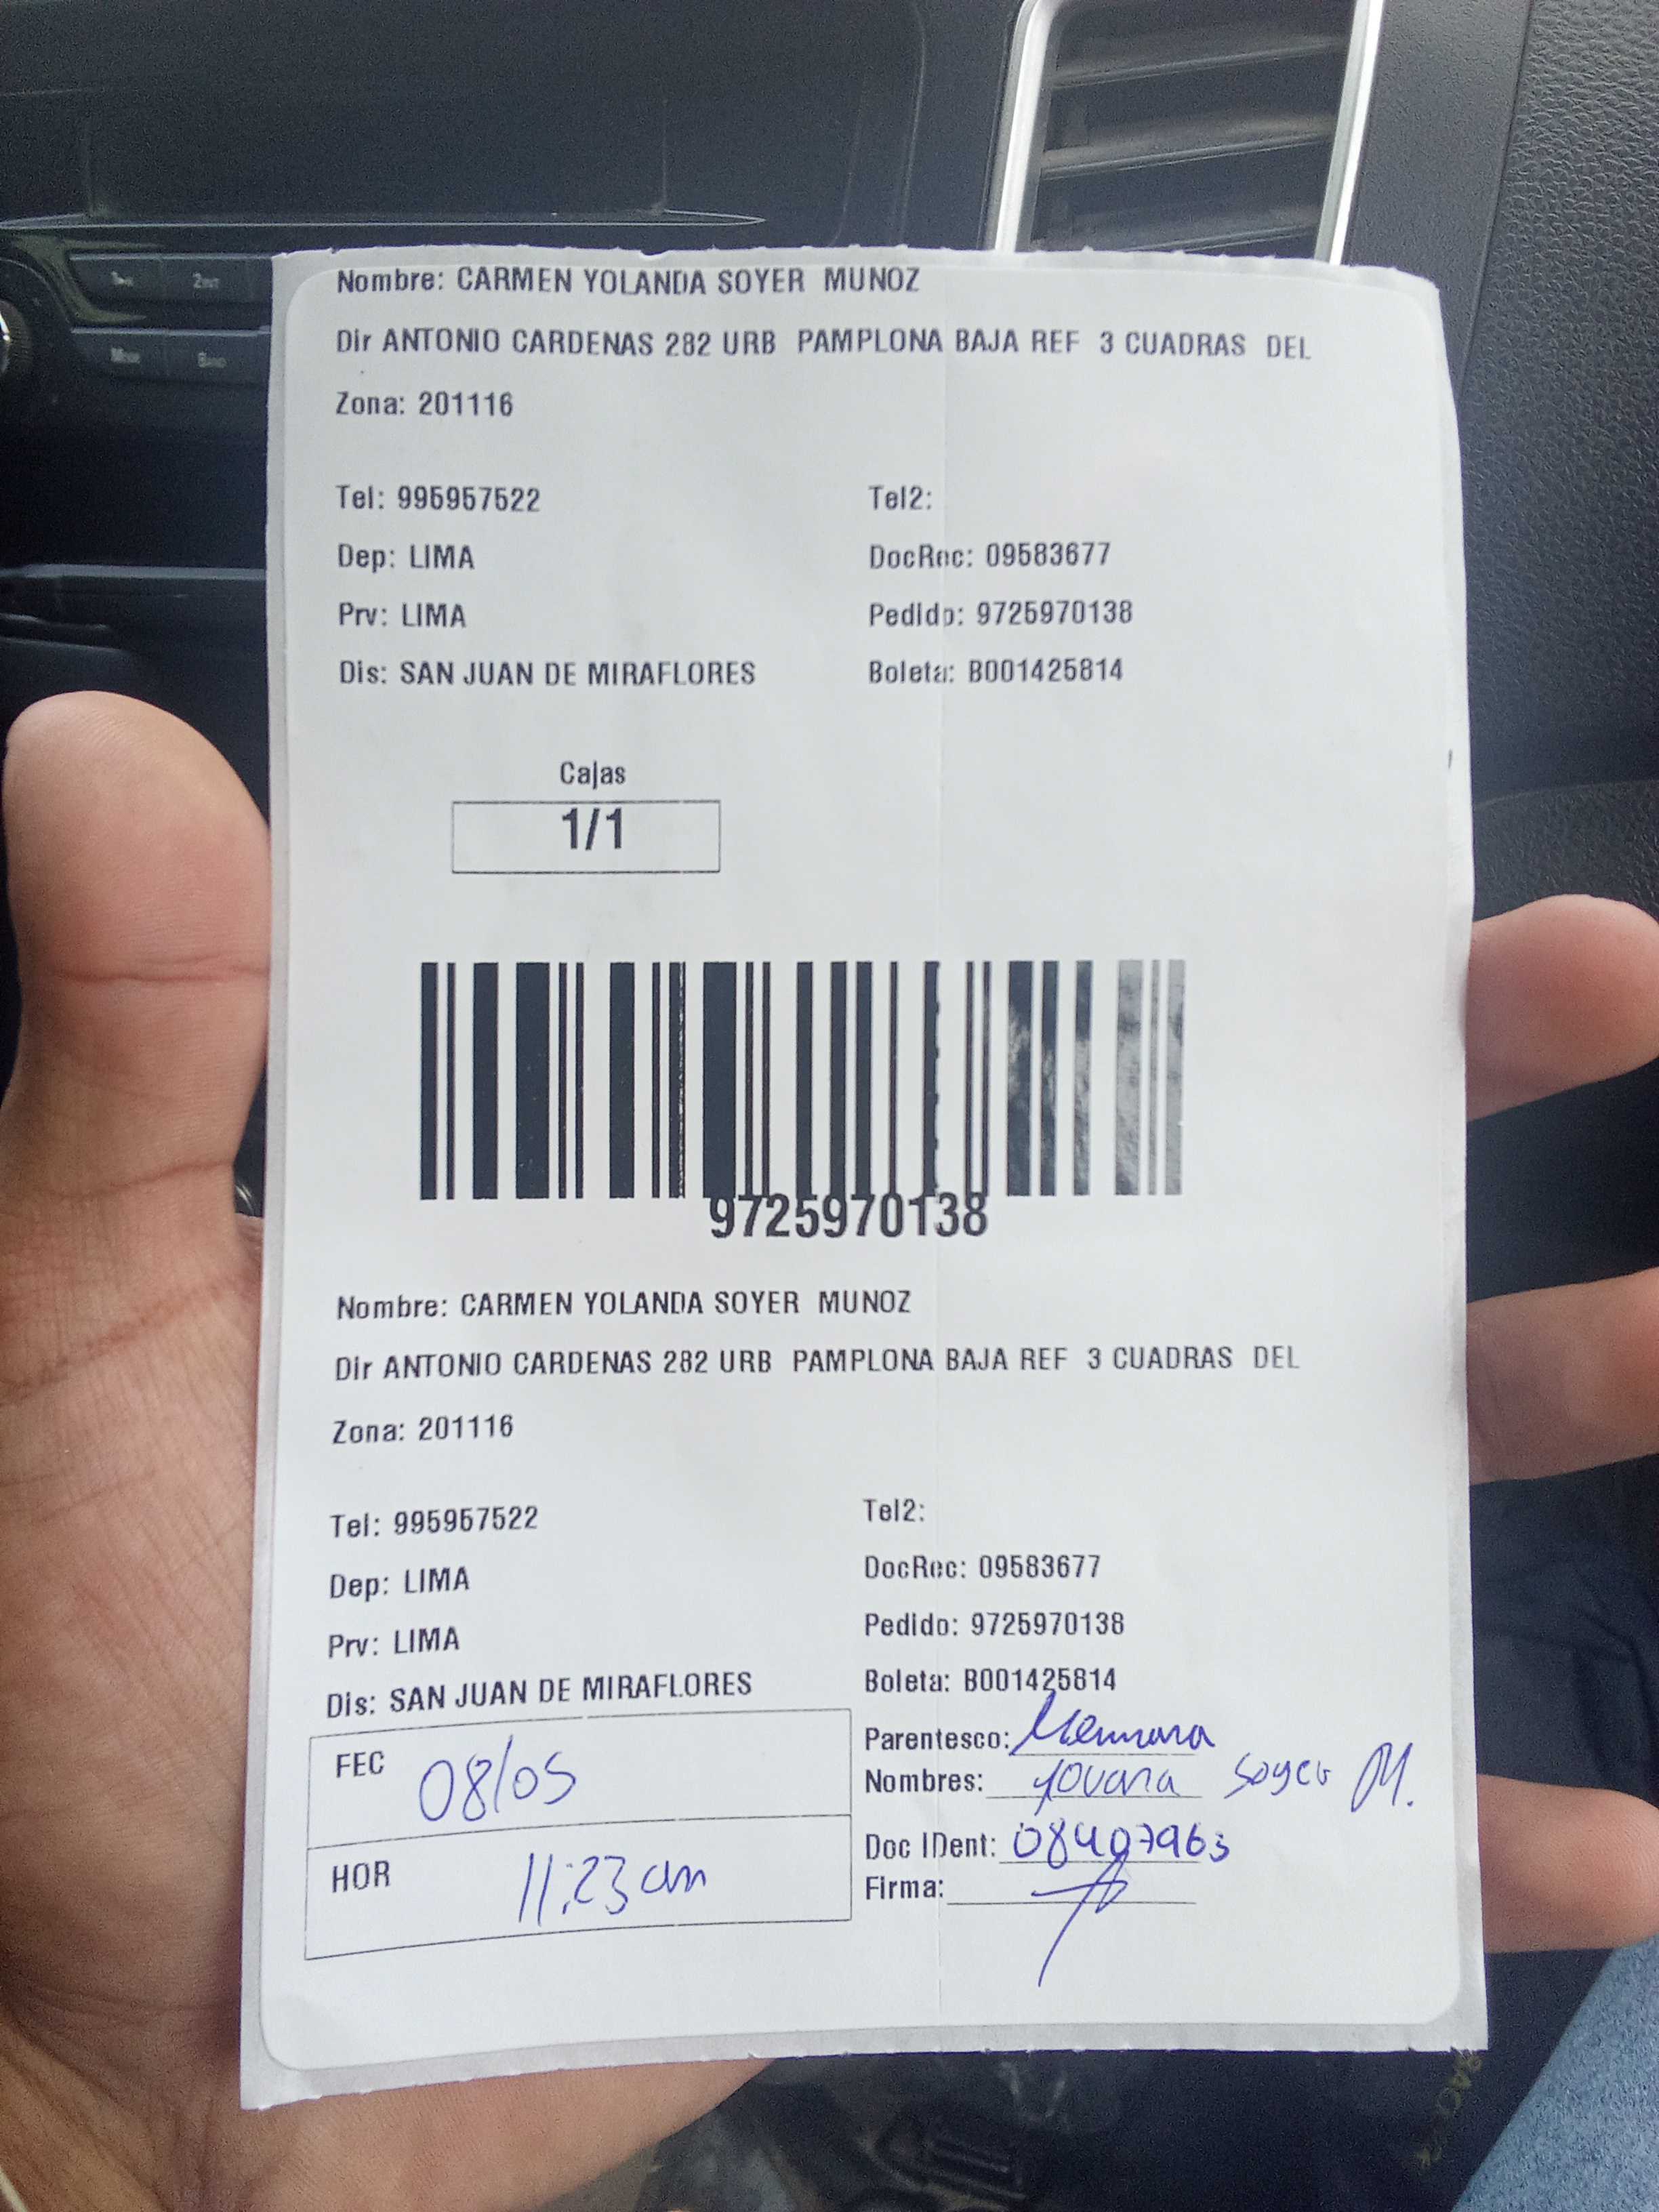 Nombre: CARMEN YOLANDA SOYER MUNOZ
Dir ANTONIO CARDENAS 282 URB PAMPLONA BAJA REF 3 CUADRAS DEL
Zona: 201116
Tel: 995957522 Tel2:
Dep: LIMA DocRec: 09583677
Prv: LIMA Pedido: 9725970138
Dis: SAN JUAN DE MIRAFLORES Boleta: B001425814
Cajas
1/1
9725970138
Nombre: CARMEN YOLANDA SOYER MUNOZ
Dir ANTONIO CARDENAS 282 URB PAMPLONA BAJA REF 3 CUADRAS DEL
Zona: 201116
Tel: 995957522 Tel2:
Dep: LIMA DocRec: 09583677
Prv: LIMA Pedido: 9725970138
Dis: SAN JUAN DE MIRAFLORES Boleta: B001425814
FEC 08/05
HOR 11:23 am
Parentesco: Hermana
Nombres: Yovana Soyer M.
Doc IDent: 08407963
Firma: